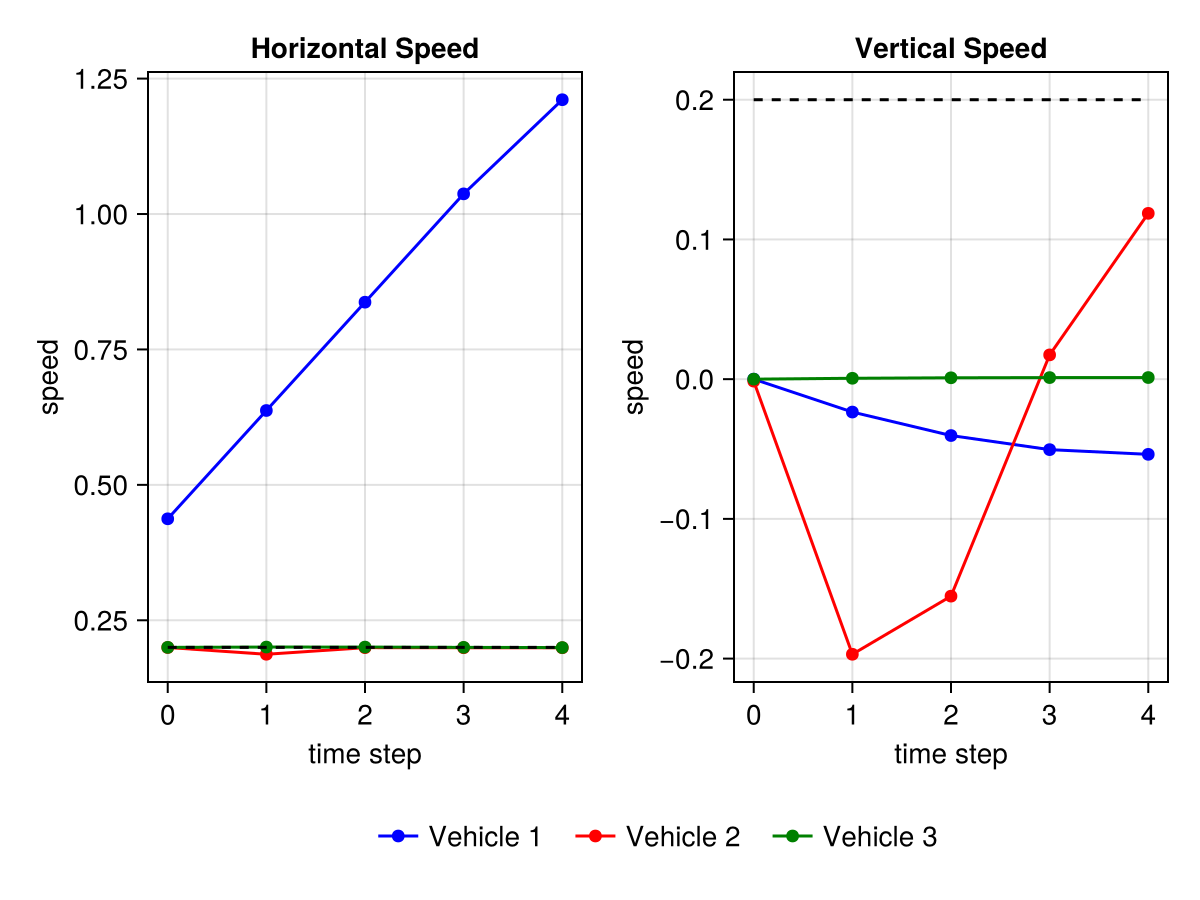 Horizontal Speed
1.25
1.00
0.75
0.50
0.25
speed
0 1 2 3 4
time step
Vertical Speed
0.2
0.1
0.0
−0.1
−0.2
speed
0 1 2 3 4
time step
Vehicle 1 Vehicle 2 Vehicle 3